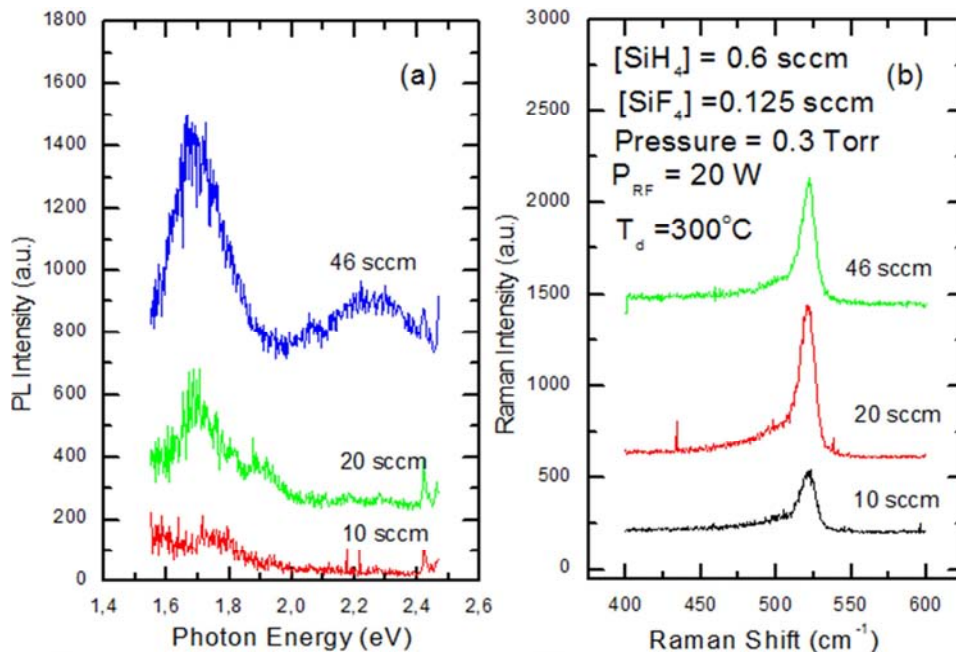 PL Intensity (a.u.)
1800
1600
1400
1200
1000
800
600
400
200
0
(a)
46 sccm
20 sccm
10 sccm
1,4 1,6 1,8 2,0 2,2 2,4 2,6
Photon Energy (eV)
Raman Intensity (a.u.)
3000
2500
2000
1500
1000
500
0
[SiH4] = 0.6 sccm
(b)
[SiF4] =0.125 sccm
Pressure = 0.3 Torr
PRF = 20 W
Td =300°C
46 sccm
20 sccm
10 sccm
400 450 500 550 600
Raman Shift (cm-1)